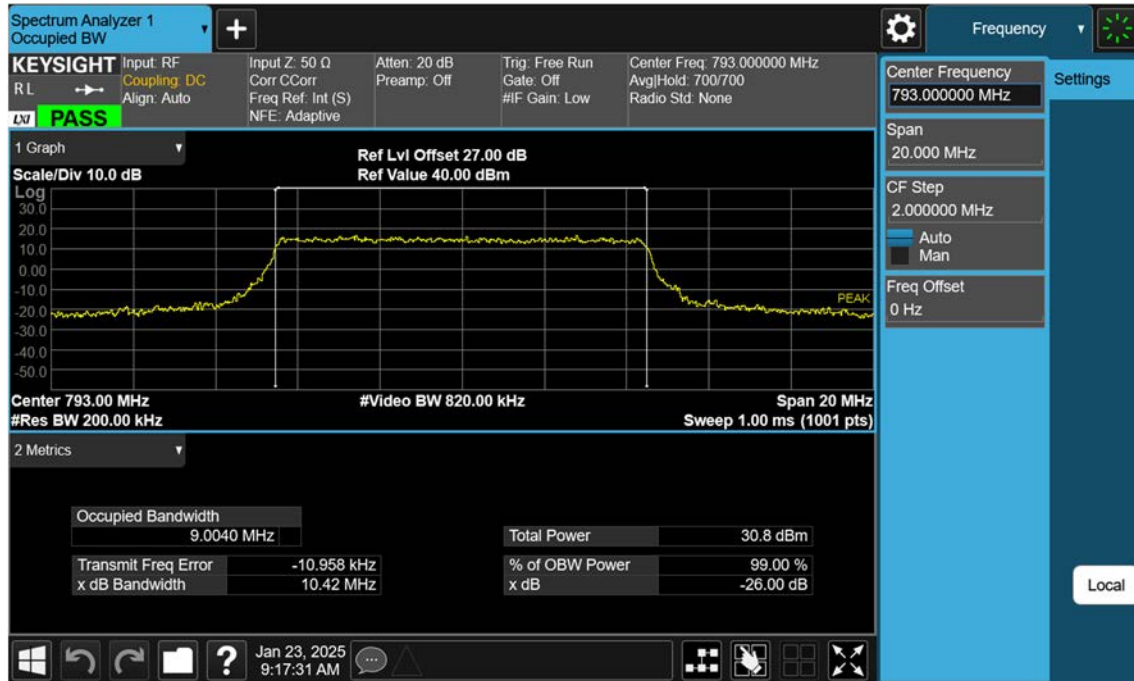 Spectrum Analyzer 1
Occupied BW
Frequency
KEYSIGHT
RL
LXI PASS
Input: RF
Coupling: DC
Align: Auto
Input Z: 50 Ω
Corr CCorr
Freq Ref: Int (S)
NFE: Adaptive
Atten: 20 dB
Preamp: Off
Trig: Free Run
Gate: Off
#IF Gain: Low
Center Freq: 793.000000 MHz
Avg|Hold: 700/700
Radio Std: None
Center Frequency
793.000000 MHz
Settings
Span
20.000 MHz
CF Step
2.000000 MHz
Auto
Man
Freq Offset
0 Hz
Local
1 Graph
Scale/Div 10.0 dB
Ref Lvl Offset 27.00 dB
Ref Value 40.00 dBm
Log
30.0
20.0
10.0
0.00
-10.0
-20.0
-30.0
-40.0
-50.0
PEAK
Center 793.00 MHz
#Video BW 820.00 kHz
Span 20 MHz
#Res BW 200.00 kHz
Sweep 1.00 ms (1001 pts)
2 Metrics
Occupied Bandwidth
9.0040 MHz
Total Power 30.8 dBm
Transmit Freq Error -10.958 kHz
% of OBW Power 99.00 %
x dB Bandwidth 10.42 MHz
x dB -26.00 dB
?
Jan 23, 2025
9:17:31 AM